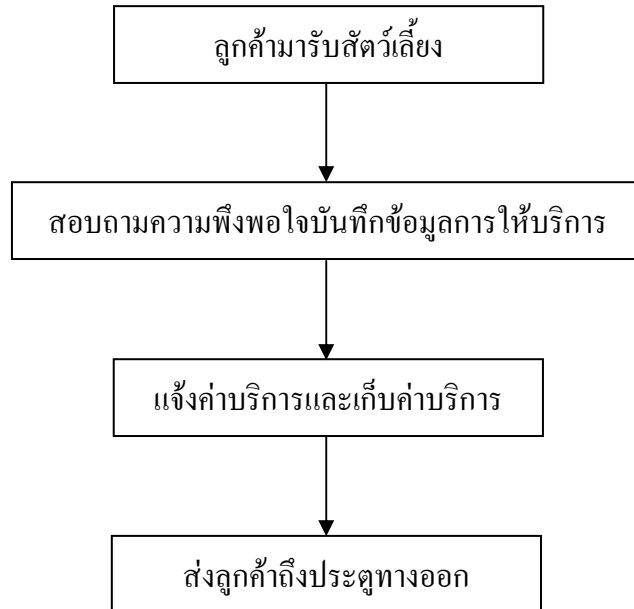 ลูกค้ามารับสัตว์เลี้ยง
สอบถามความพึงพอใจบันทึกข้อมูลการให้บริการ
แจ้งค่าบริการและเก็บค่าบริการ
ส่งลูกค้าถึงประตูทางออก